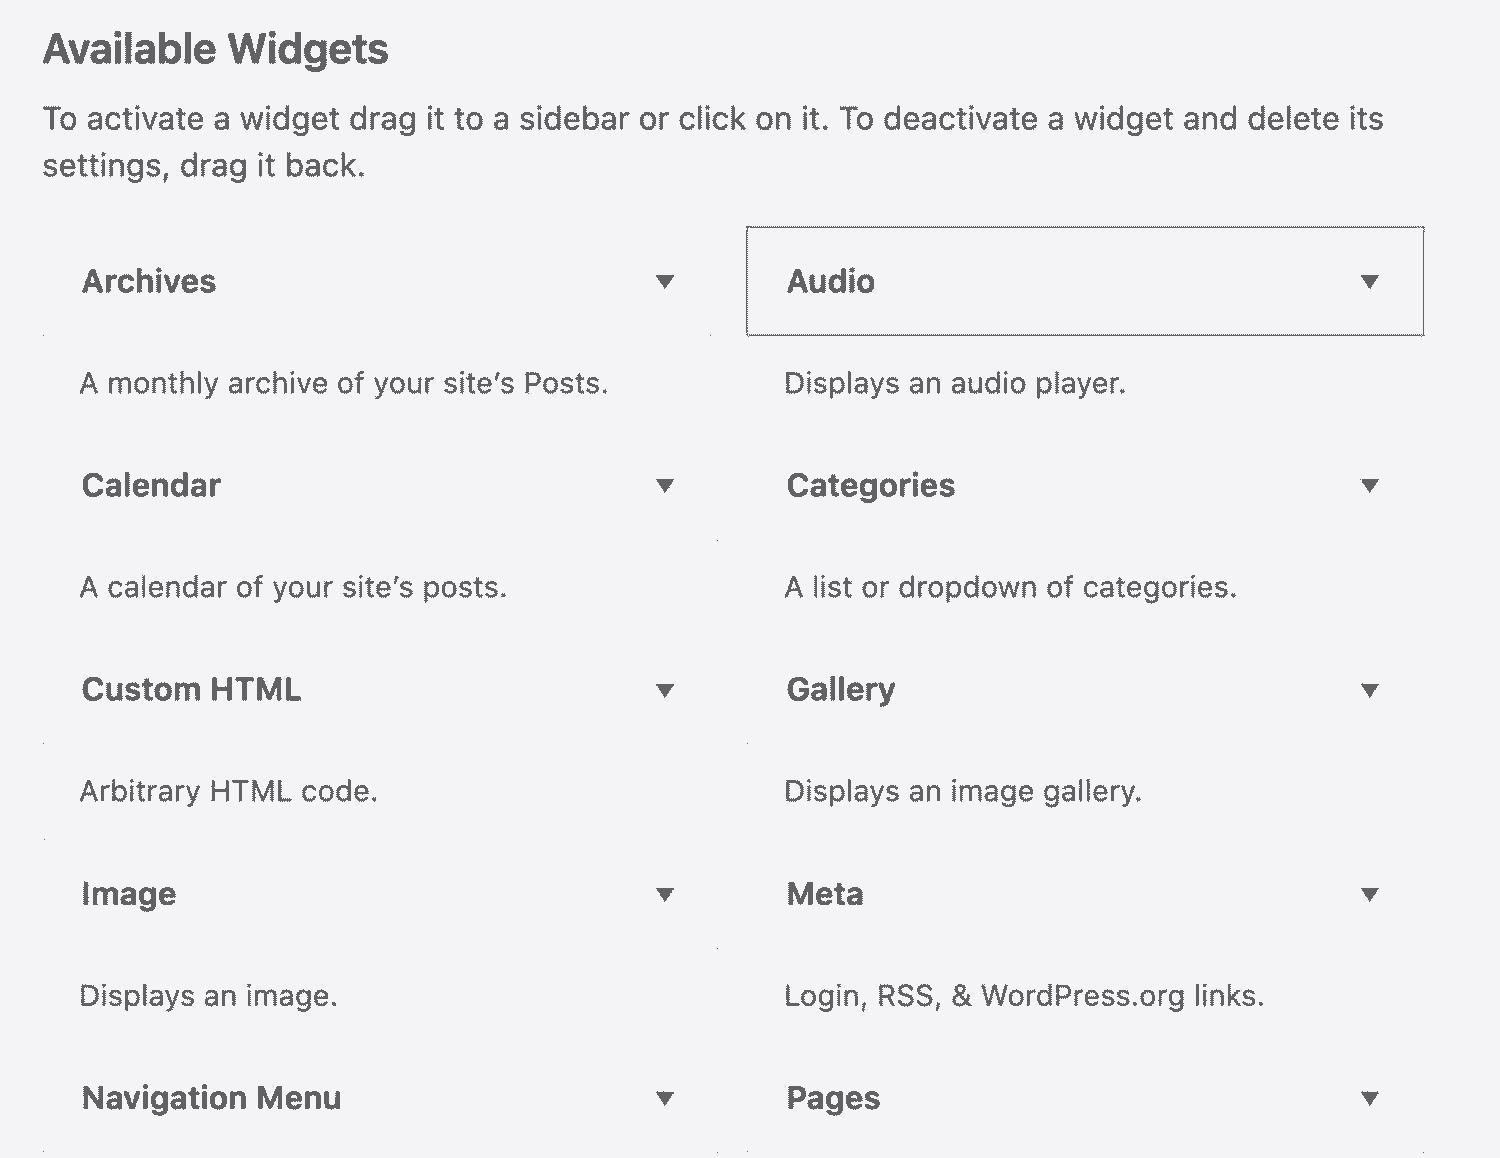 Available Widgets
To activate a widget drag it to a sidebar or click on it. To deactivate a widget and delete its
settings, drag it back.
Archives
Audio
A monthly archive of your site’s Posts.
Displays an audio player.
Calendar
Categories
A calendar of your site’s posts.
A list or dropdown of categories.
Custom HTML
Gallery
Arbitrary HTML code.
Displays an image gallery.
Image
Meta
Displays an image.
Login, RSS, & WordPress.org links.
Navigation Menu
Pages